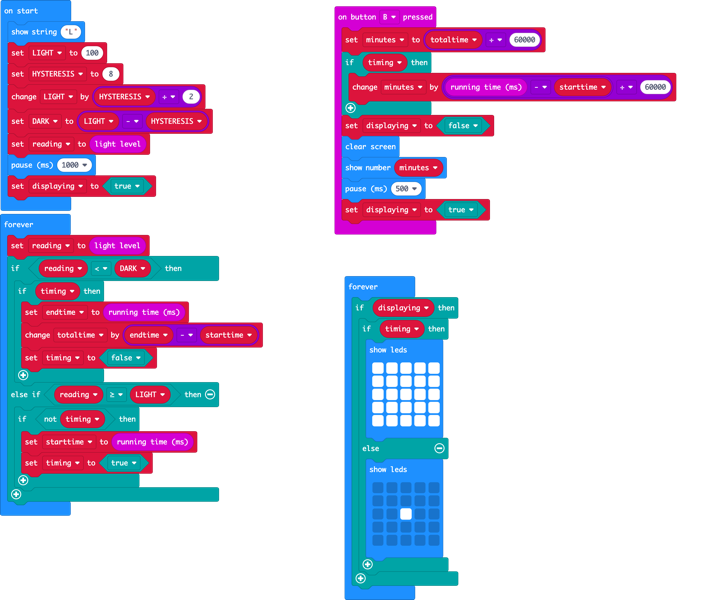 on start
show string "L"
set LIGHT to 100
set HYSTERESIS to 8
change LIGHT by HYSTERESIS ÷ 2
set DARK to LIGHT - HYSTERESIS
set reading to light level
pause (ms) 1000
set displaying to true
forever
set reading to light level
if reading < DARK then
if timing then
set endtime to running time (ms)
change totaltime by endtime - starttime
set timing to false
else if reading ≥ LIGHT then
if not timing then
set starttime to running time (ms)
set timing to true
on button B pressed
set minutes to totaltime ÷ 60000
if timing then
change minutes by running time (ms) - starttime ÷ 60000
set displaying to false
clear screen
show number minutes
pause (ms) 500
set displaying to true
forever
if displaying then
if timing then
show leds
else
show leds